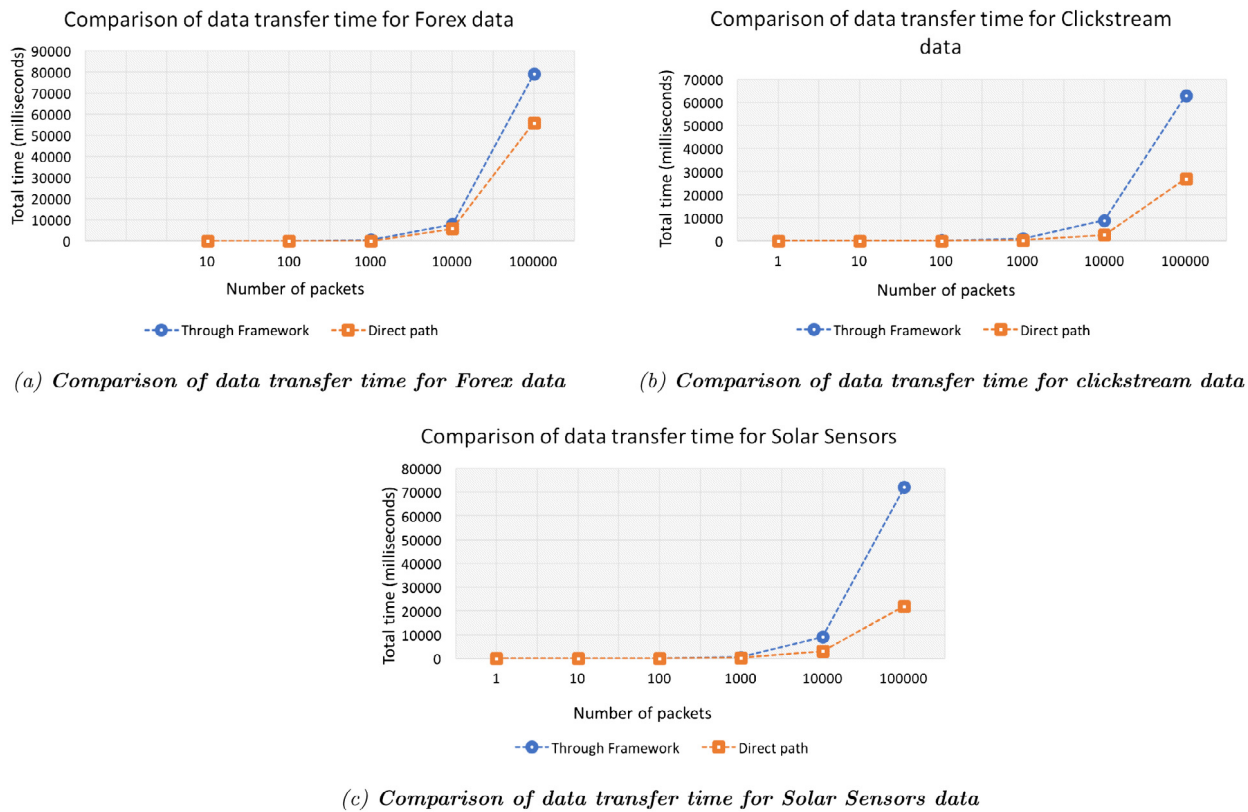 Comparison of data transfer time for Forex data
90000
80000
70000
60000
50000
40000
30000
20000
10000
0
Total time (milliseconds)
10 100 1000 10000 100000
Number of packets
Through Framework Direct path
(a) Comparison of data transfer time for Forex data
Comparison of data transfer time for Clickstream
data
70000
60000
50000
40000
30000
20000
10000
0
Total time (milliseconds)
1 10 100 1000 10000 100000
Number of packets
Through Framework Direct path
(b) Comparison of data transfer time for clickstream data
Comparison of data transfer time for Solar Sensors
80000
70000
60000
50000
40000
30000
20000
10000
0
Total time (milliseconds)
1 10 100 1000 10000 100000
Number of packets
Through Framework Direct path
(c) Comparison of data transfer time for Solar Sensors data